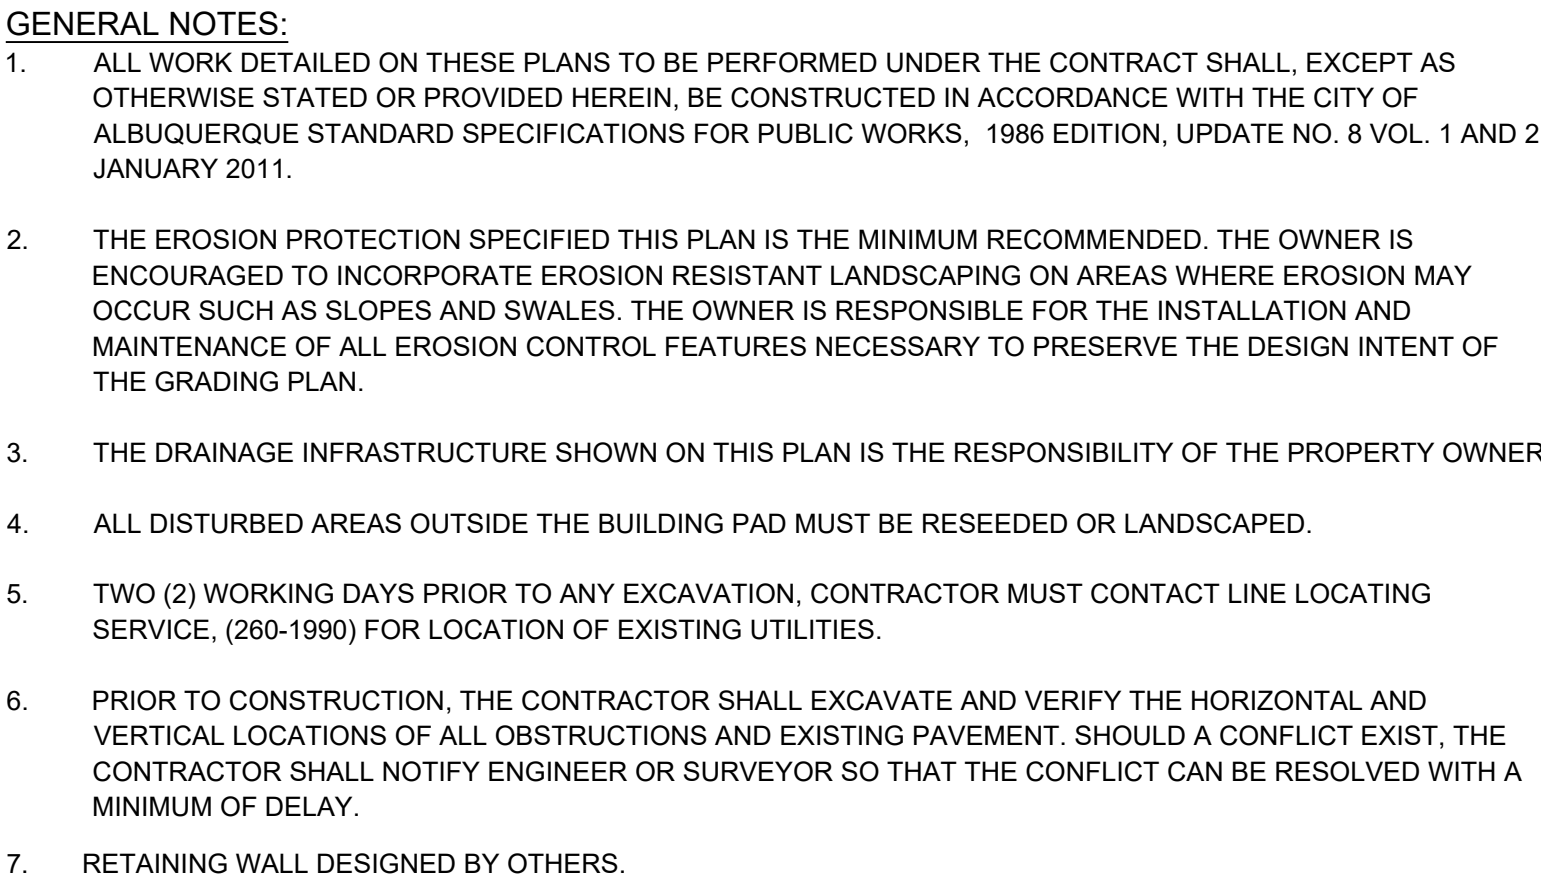 GENERAL NOTES:
1. ALL WORK DETAILED ON THESE PLANS TO BE PERFORMED UNDER THE CONTRACT SHALL, EXCEPT AS
OTHERWISE STATED OR PROVIDED HEREIN, BE CONSTRUCTED IN ACCORDANCE WITH THE CITY OF
ALBUQUERQUE STANDARD SPECIFICATIONS FOR PUBLIC WORKS, 1986 EDITION, UPDATE NO. 8 VOL. 1 AND 2
JANUARY 2011.
2. THE EROSION PROTECTION SPECIFIED THIS PLAN IS THE MINIMUM RECOMMENDED. THE OWNER IS
ENCOURAGED TO INCORPORATE EROSION RESISTANT LANDSCAPING ON AREAS WHERE EROSION MAY
OCCUR SUCH AS SLOPES AND SWALES. THE OWNER IS RESPONSIBLE FOR THE INSTALLATION AND
MAINTENANCE OF ALL EROSION CONTROL FEATURES NECESSARY TO PRESERVE THE DESIGN INTENT OF
THE GRADING PLAN.
3. THE DRAINAGE INFRASTRUCTURE SHOWN ON THIS PLAN IS THE RESPONSIBILITY OF THE PROPERTY OWNER
4. ALL DISTURBED AREAS OUTSIDE THE BUILDING PAD MUST BE RESEEDED OR LANDSCAPED.
5. TWO (2) WORKING DAYS PRIOR TO ANY EXCAVATION, CONTRACTOR MUST CONTACT LINE LOCATING
SERVICE, (260-1990) FOR LOCATION OF EXISTING UTILITIES.
6. PRIOR TO CONSTRUCTION, THE CONTRACTOR SHALL EXCAVATE AND VERIFY THE HORIZONTAL AND
VERTICAL LOCATIONS OF ALL OBSTRUCTIONS AND EXISTING PAVEMENT. SHOULD A CONFLICT EXIST, THE
CONTRACTOR SHALL NOTIFY ENGINEER OR SURVEYOR SO THAT THE CONFLICT CAN BE RESOLVED WITH A
MINIMUM OF DELAY.
7. RETAINING WALL DESIGNED BY OTHERS.